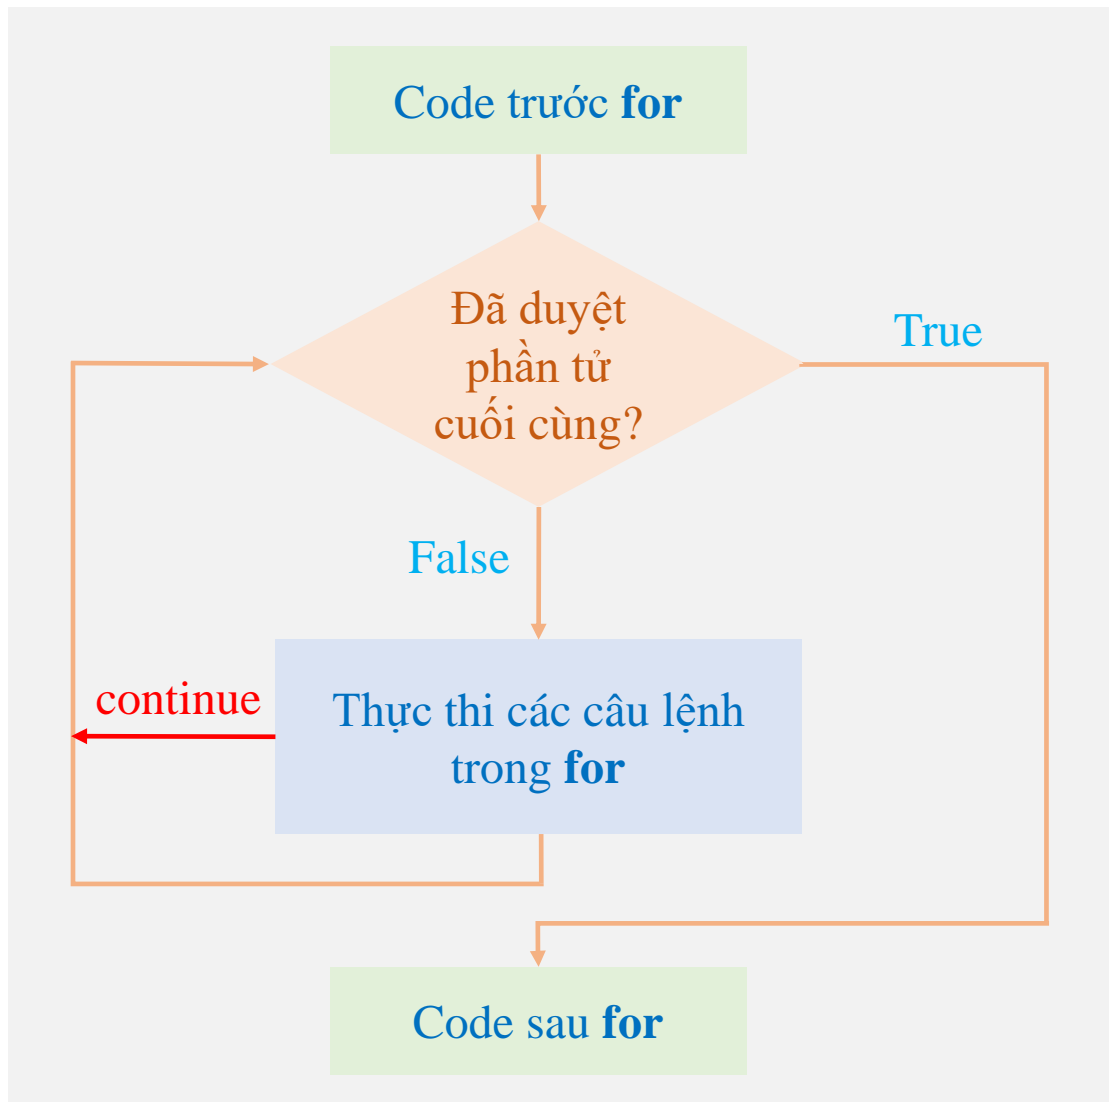 Code trước for
Đã duyệt
phần tử
cuối cùng?
True
False
continue
Thực thi các câu lệnh
trong for
Code sau for